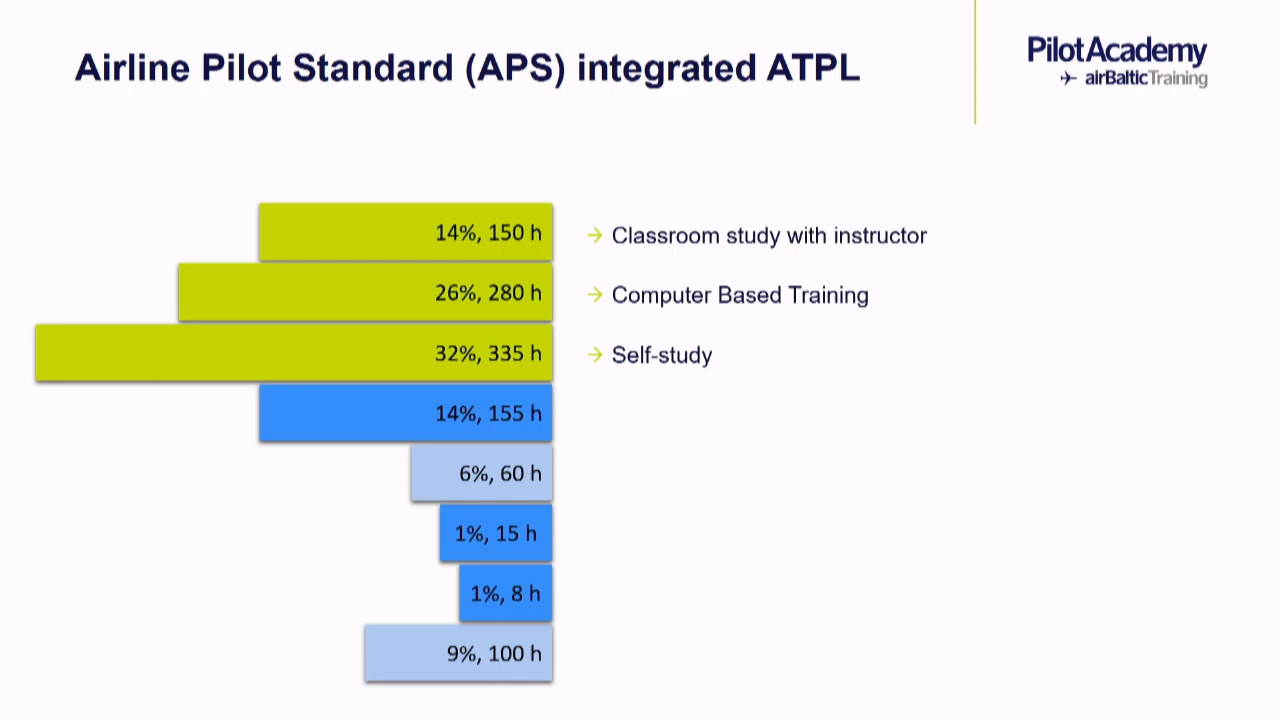 Airline Pilot Standard (APS) integrated ATPL
PilotAcademy
airBalticTraining
14%, 150 h
→ Classroom study with instructor
26%, 280 h
→ Computer Based Training
32%, 335 h
→ Self-study
14%, 155 h
6%, 60 h
1%, 15 h
1%, 8 h
9%, 100 h